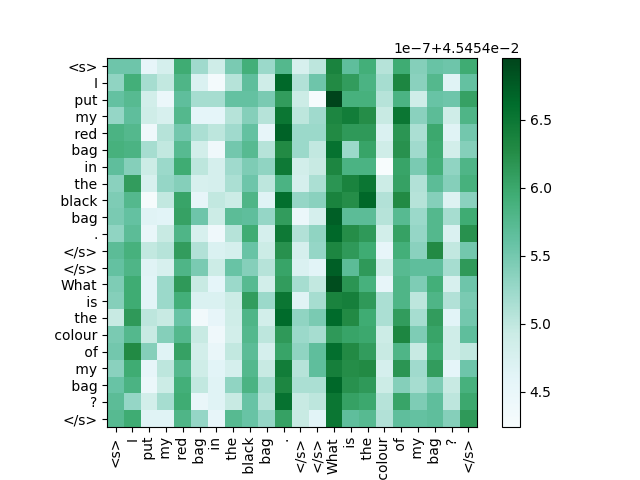 1e-7+4.5454e-2
<s>
I
put
my
red
bag
in
the
black
bag
.
</s>
</s>
What
is
the
colour
of
my
bag
?
</s>
6.5
6.0
5.5
5.0
4.5
<s> I put my red bag in the black bag . </s> </s> What is the colour of my bag ? </s>